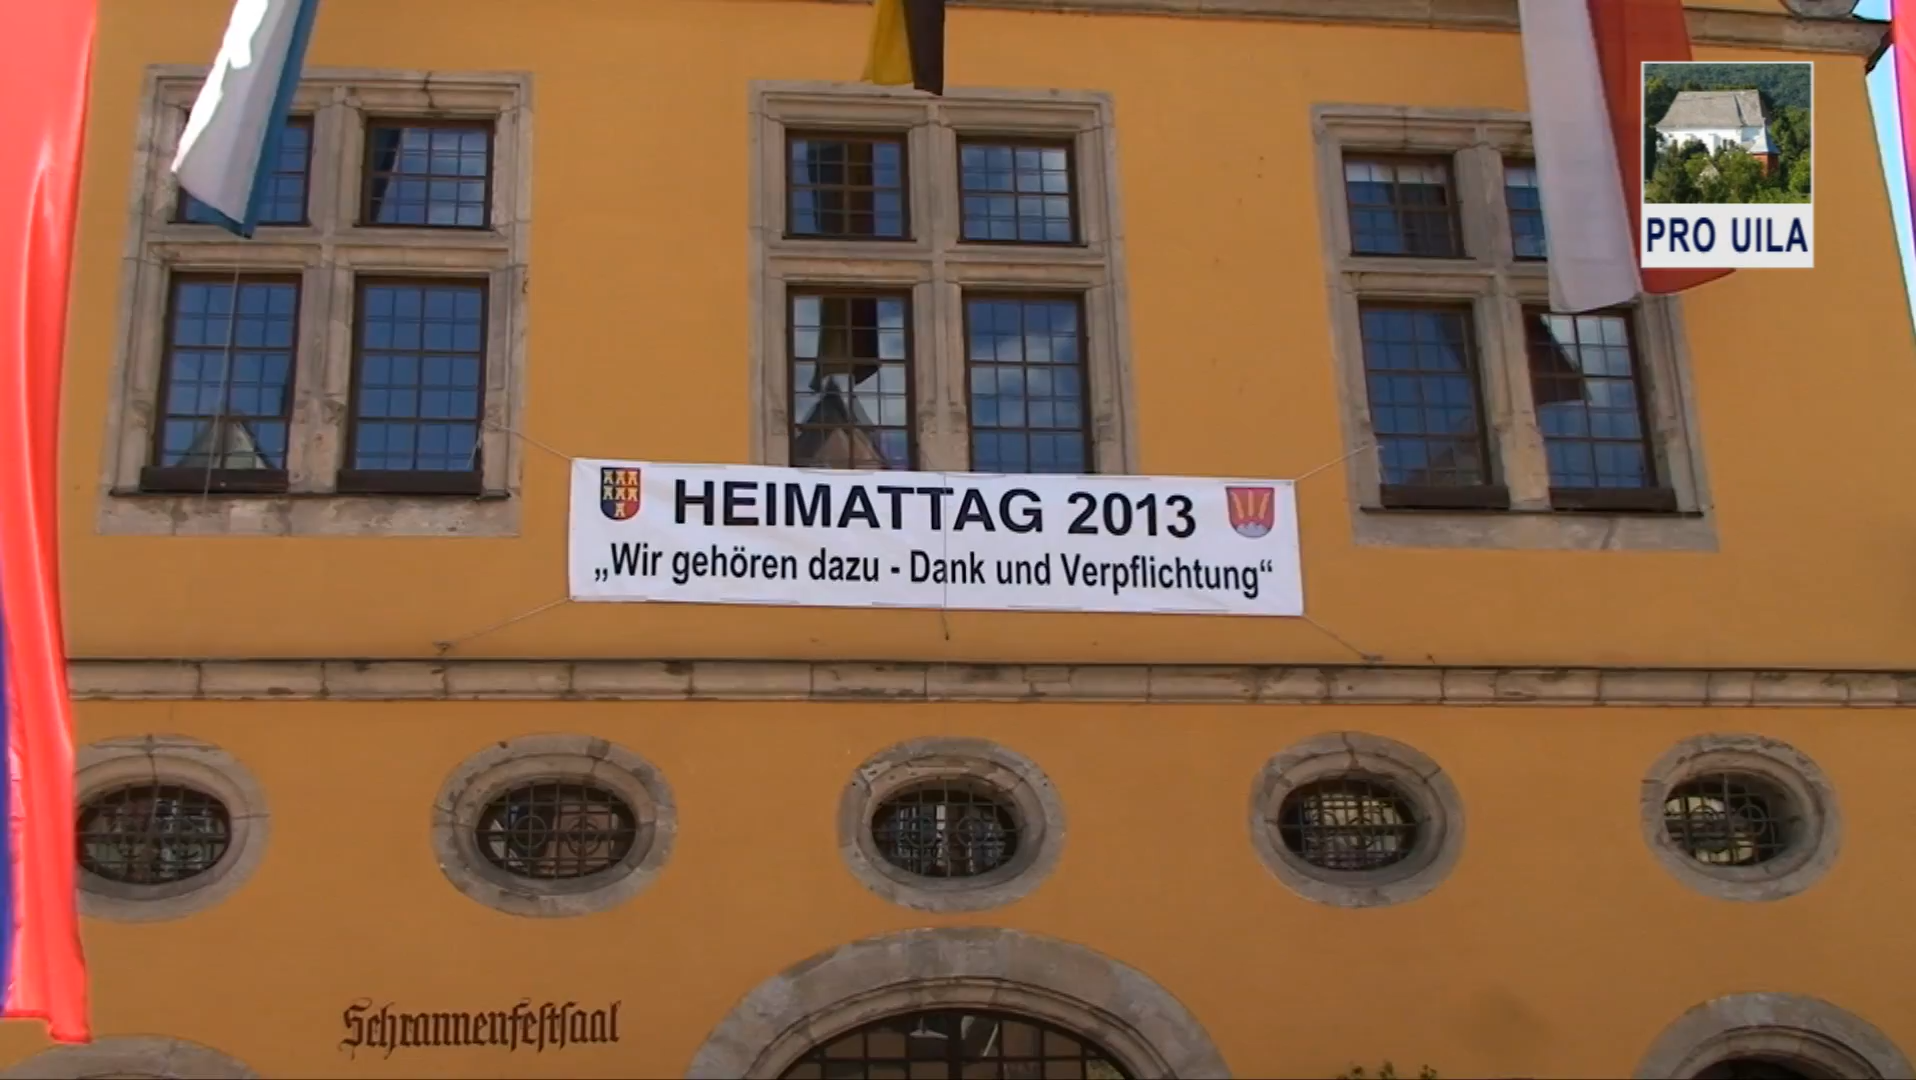 PRO UILA
HEIMATTAG 2013
„Wir gehören dazu - Dank und Verpflichtung“
Schrannenfestsaal